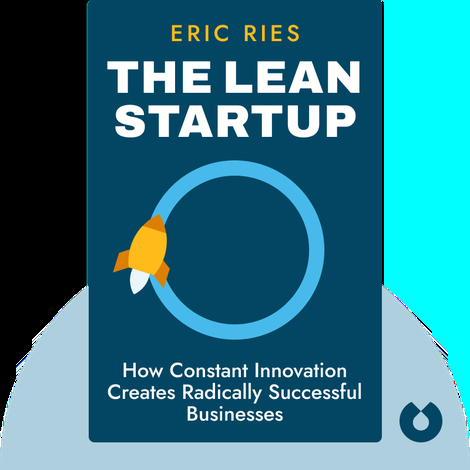 ERIC RIES
THE LEAN
STARTUP
How Constant Innovation
Creates Radically Successful
Businesses